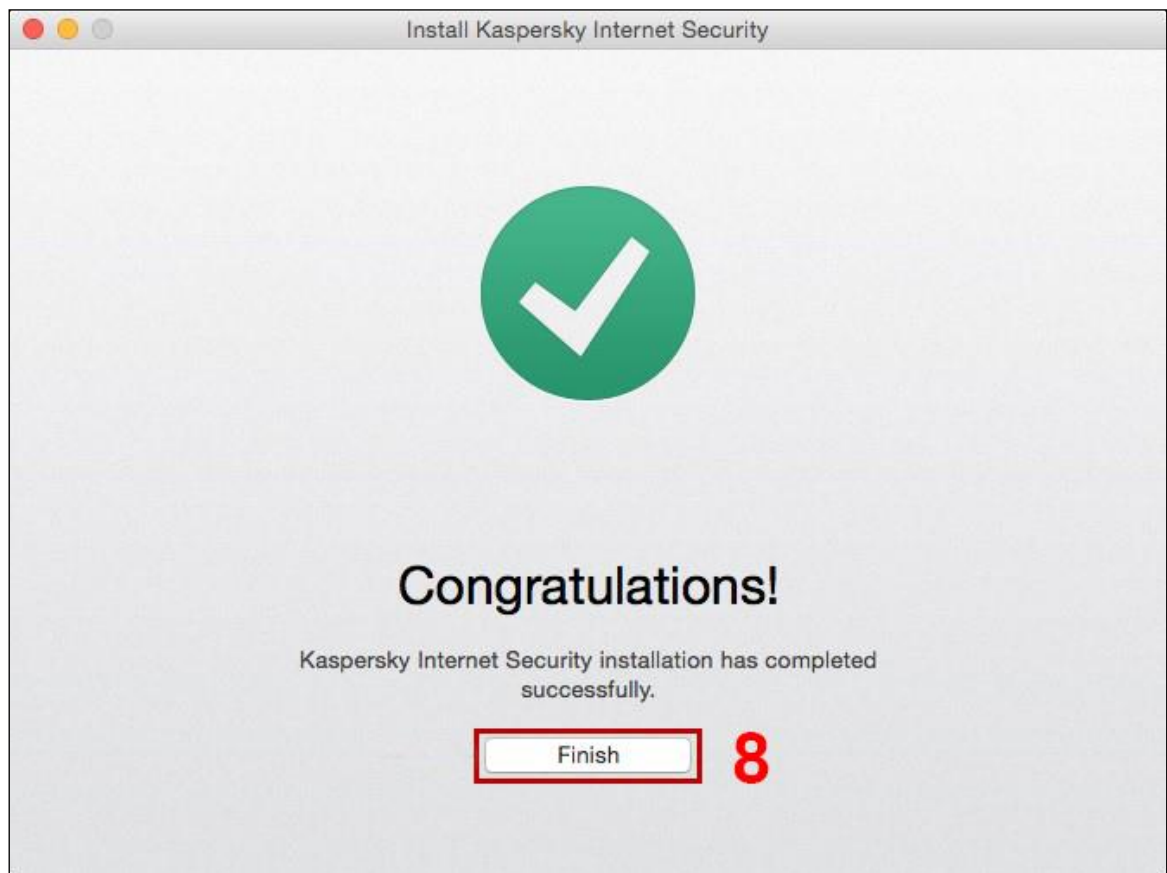 Install Kaspersky Internet Security
Congratulations!
Kaspersky Internet Security installation has completed
successfully.
Finish
8